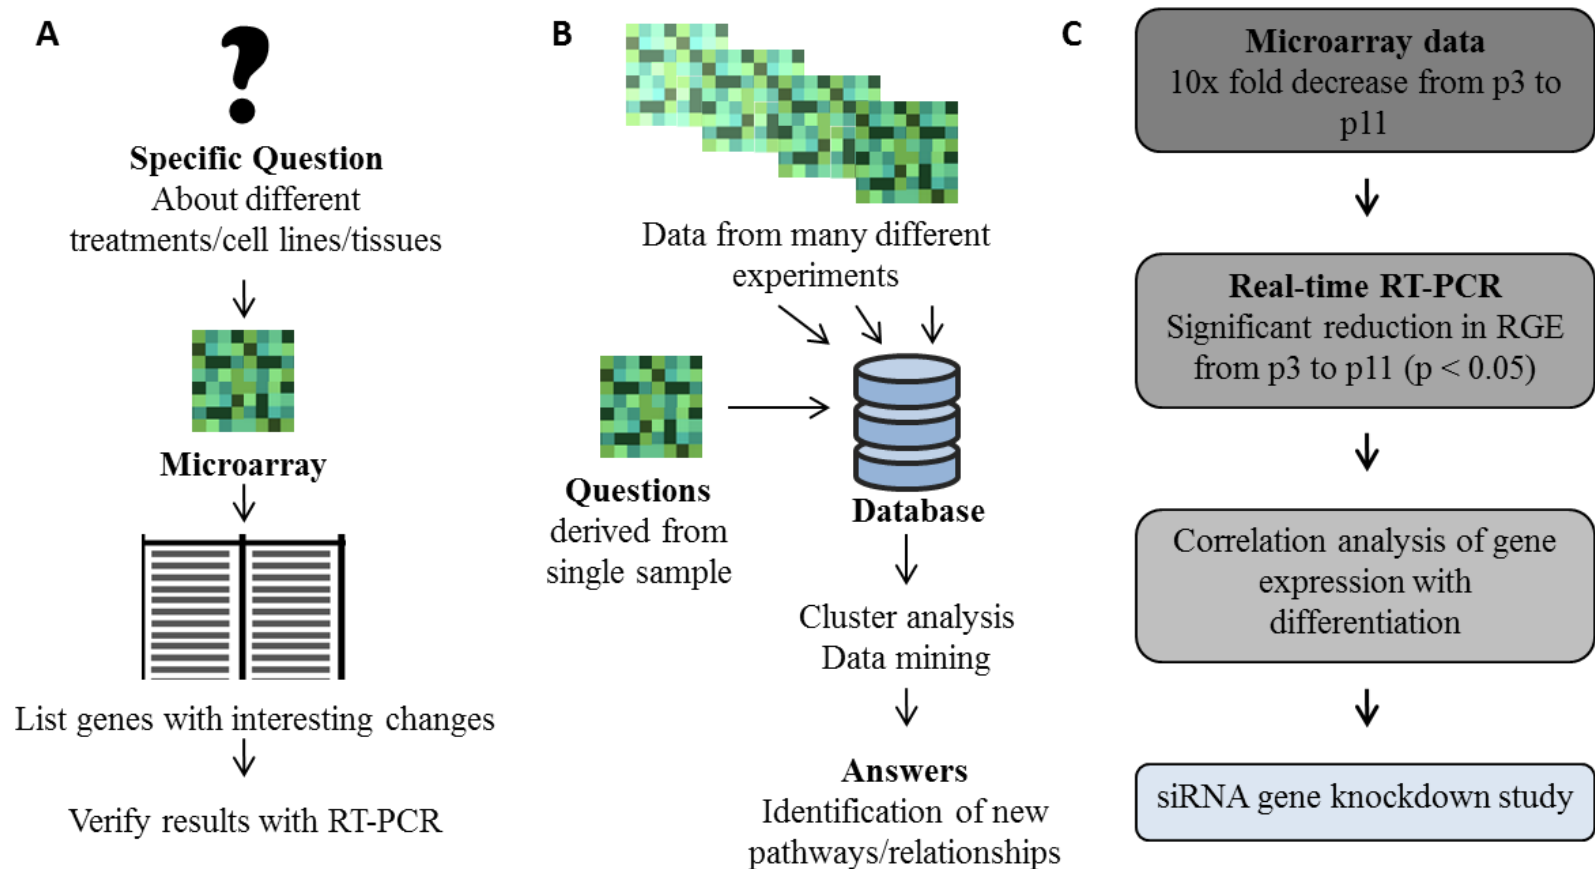 A
?
Specific Question
About different
treatments/cell lines/tissues
Microarray
List genes with interesting changes
Verify results with RT-PCR
B
Data from many different
experiments
Questions
derived from
single sample
Database
Cluster analysis
Data mining
Answers
Identification of new
pathways/relationships
C
Microarray data
10x fold decrease from p3 to
p11
Real-time RT-PCR
Significant reduction in RGE
from p3 to p11 (p < 0.05)
Correlation analysis of gene
expression with
differentiation
siRNA gene knockdown study